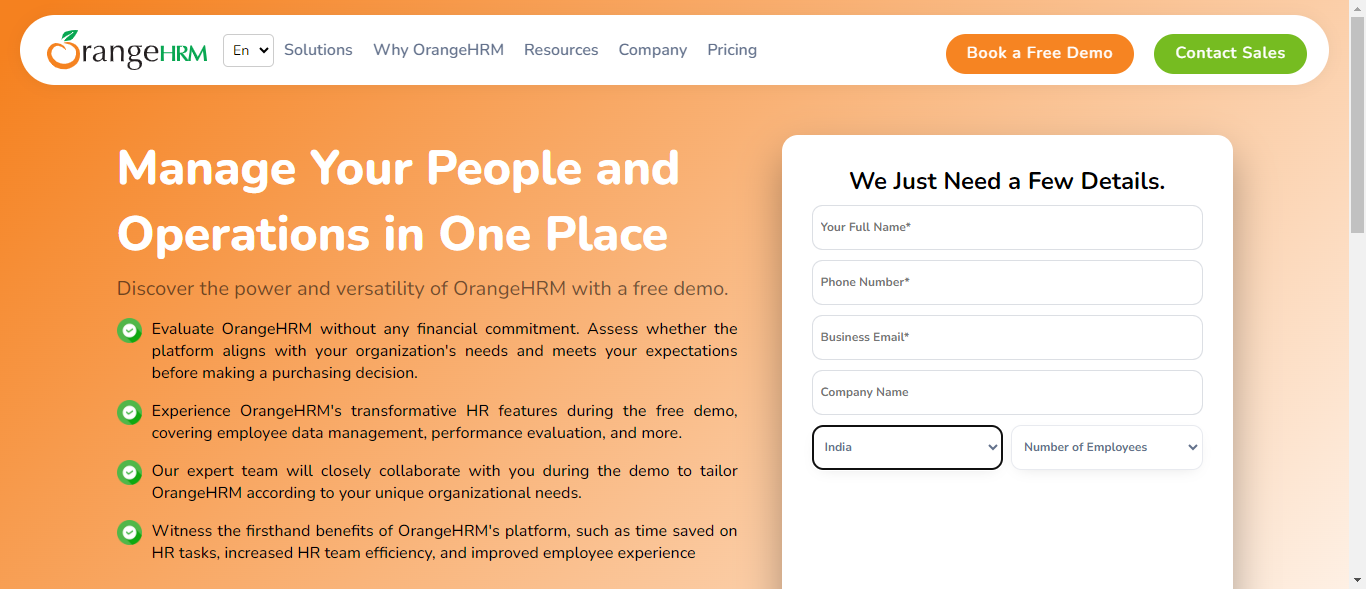 OrangeHRM
En
Solutions
Why OrangeHRM
Resources
Company
Pricing
Book a Free Demo
Contact Sales
Manage Your People and
Operations in One Place
Discover the power and versatility of OrangeHRM with a free demo.
Evaluate OrangeHRM without any financial commitment. Assess whether the
platform aligns with your organization's needs and meets your expectations
before making a purchasing decision.
Experience OrangeHRM's transformative HR features during the free demo,
covering employee data management, performance evaluation, and more.
Our expert team will closely collaborate with you during the demo to tailor
OrangeHRM according to your unique organizational needs.
Witness the firsthand benefits of OrangeHRM's platform, such as time saved on
HR tasks, increased HR team efficiency, and improved employee experience
We Just Need a Few Details.
Your Full Name*
Phone Number*
Business Email*
Company Name
India
Number of Employees